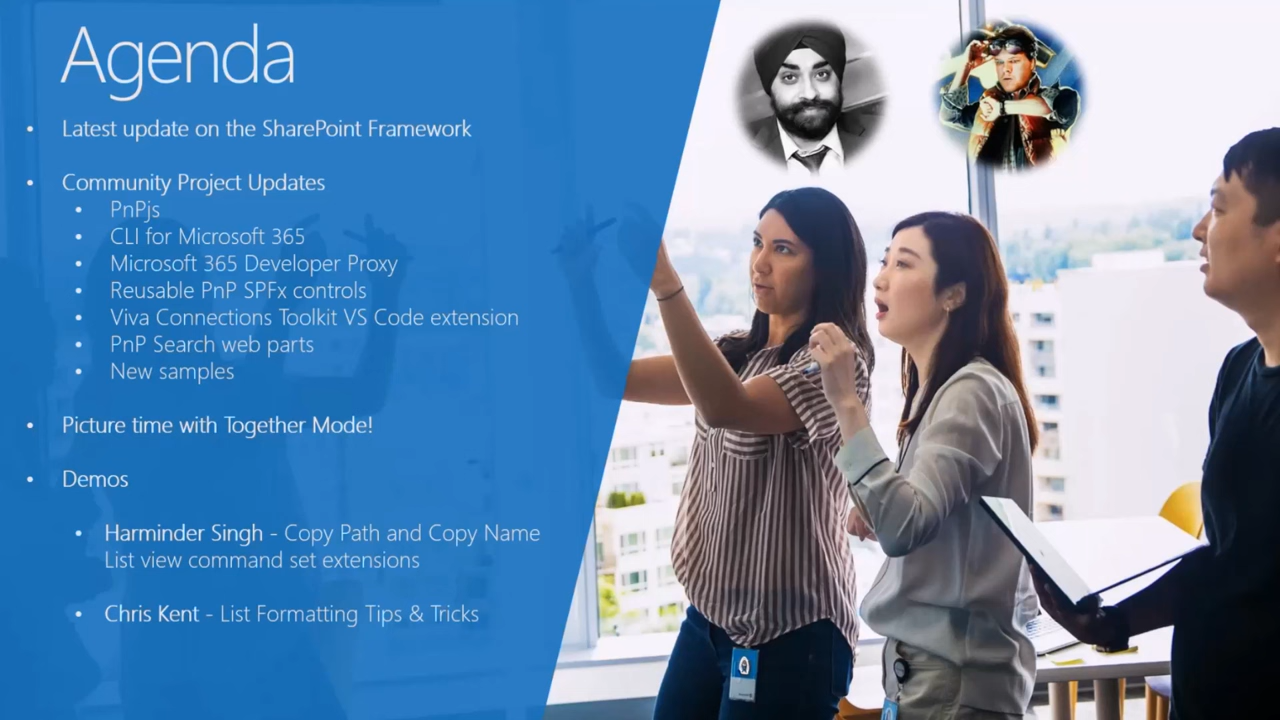 Agenda
• Latest update on the SharePoint Framework
• Community Project Updates
• PnPjs
• CLI for Microsoft 365
• Microsoft 365 Developer Proxy
• Reusable PnP SPFx controls
• Viva Connections Toolkit VS Code extension
• PnP Search web parts
• New samples
• Picture time with Together Mode!
• Demos
• Harminder Singh - Copy Path and Copy Name
List view command set extensions
• Chris Kent - List Formatting Tips & Tricks